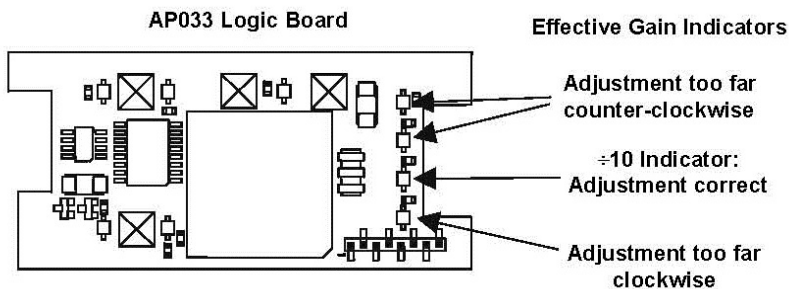 AP033 Logic Board
Effective Gain Indicators
Adjustment too far
counter-clockwise
÷10 Indicator:
Adjustment correct
Adjustment too far
clockwise